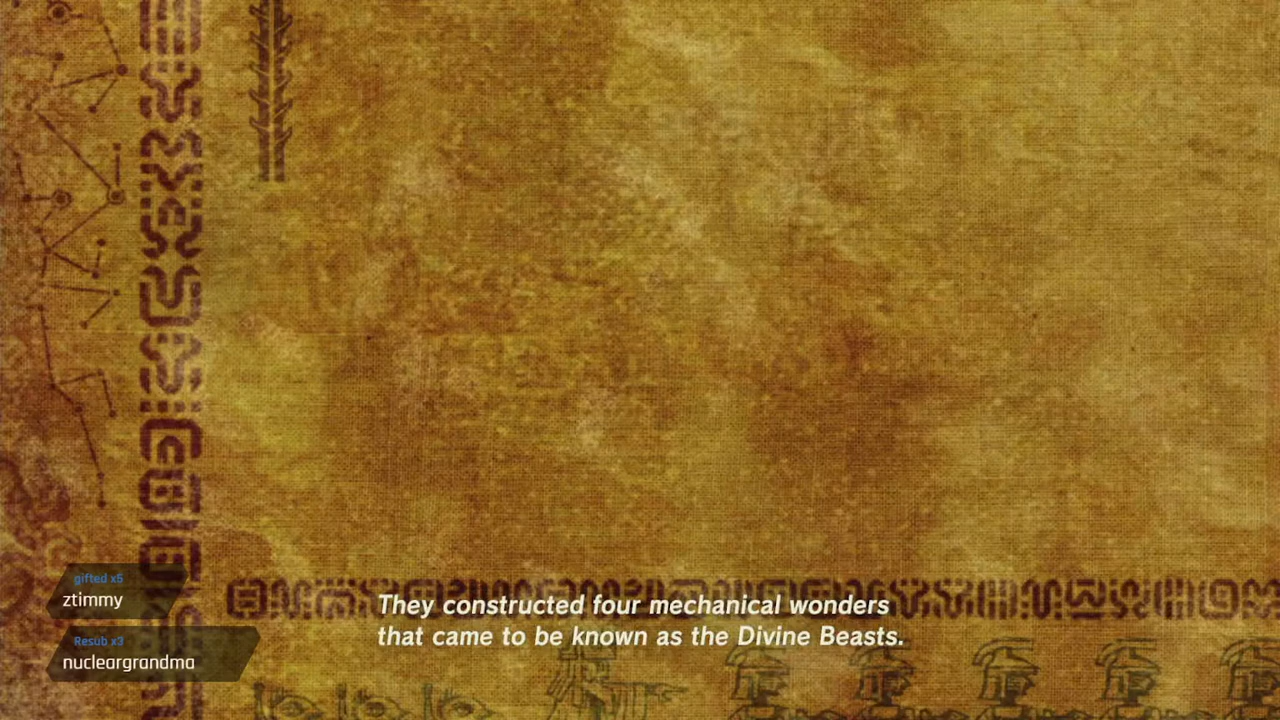 They constructed four mechanical wonders
that came to be known as the Divine Beasts.
gifted x5
ztimmy
Resub x3
nucleargrandma